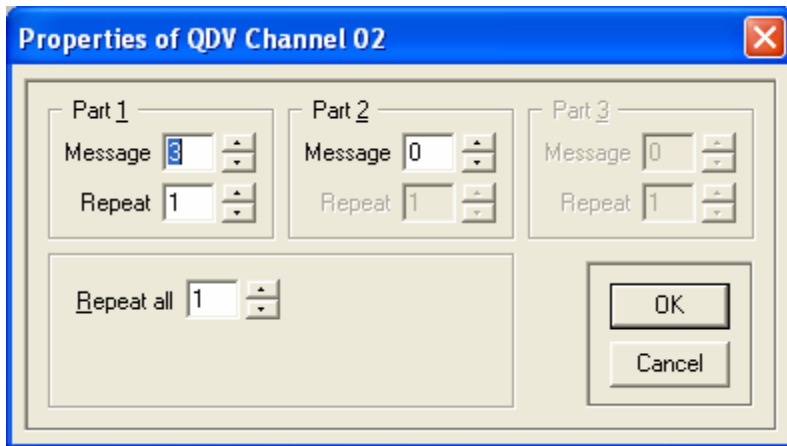 Properties of QDV Channel 02
Part 1 Part 2 Part 3
Message 3 Message 0 Message 0
Repeat 1 Repeat 1 Repeat 1
Repeat all 1
OK
Cancel